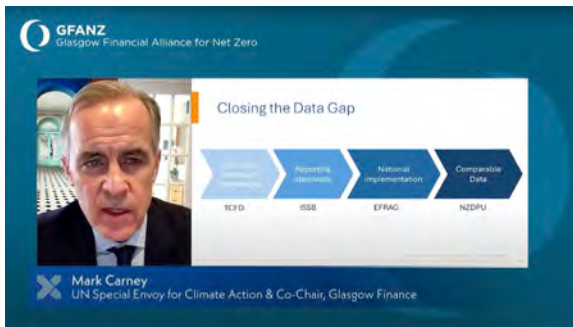 GFANZ
Glasgow Financial Alliance for Net Zero
Closing the Data Gap
Reporting
standards
National
implementation
Comparable
Data
TCFD
ISSB
EFRAG
NZDPU
Mark Carney
UN Special Envoy for Climate Action & Co-Chair, Glasgow Finance